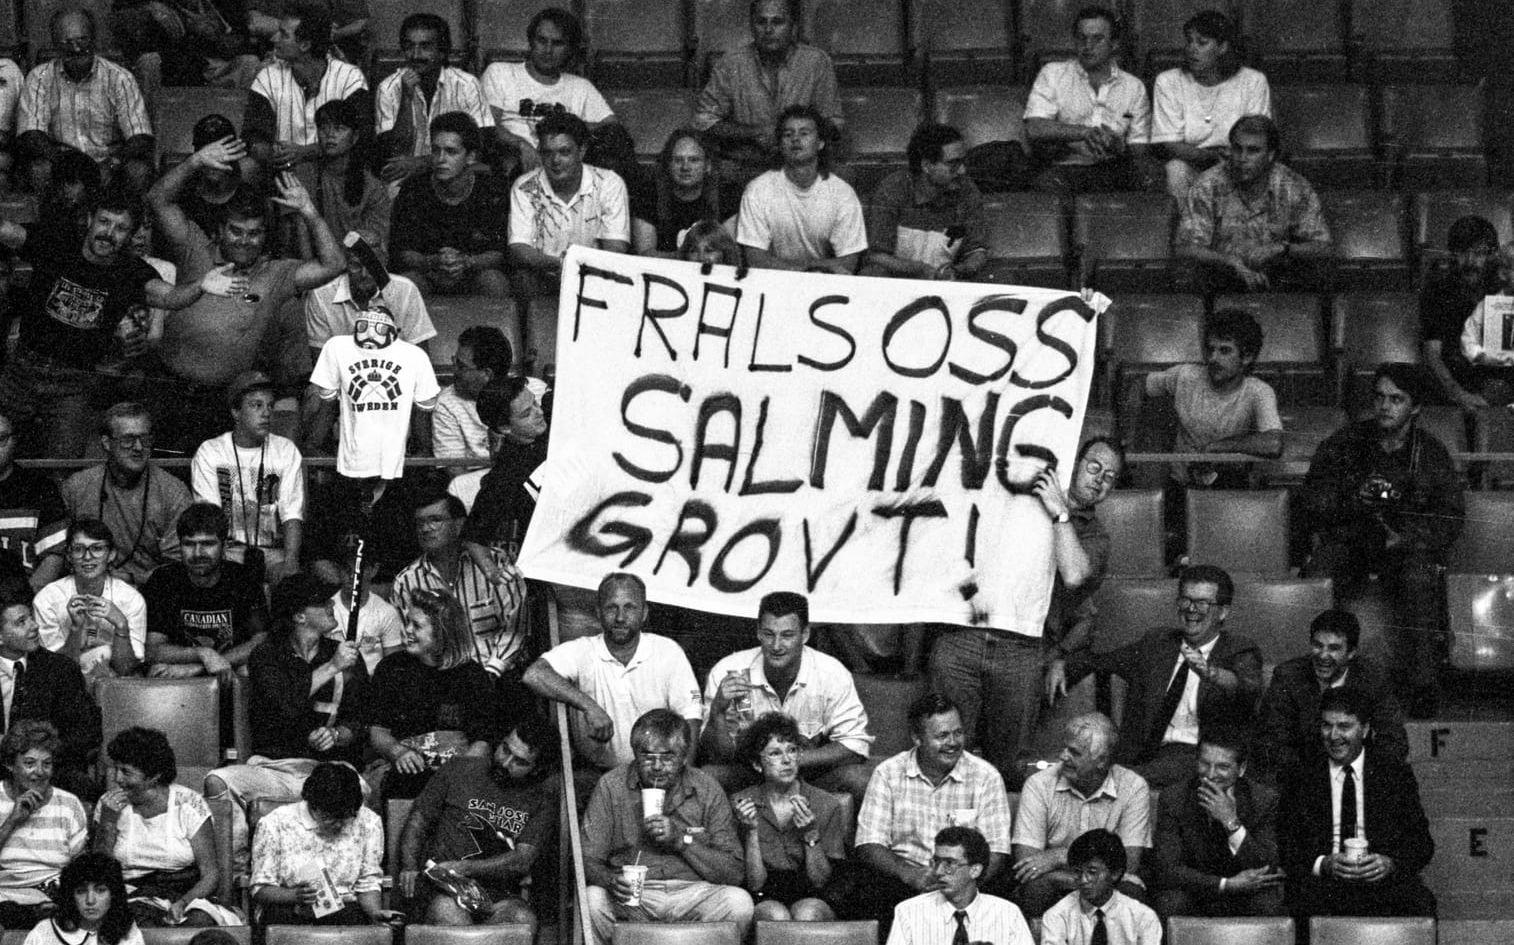 FRÄLS OSS
SALMING
GROVT!
SVERIGE
SWEDEN
CANADIAN
SAN JOSE
F
E